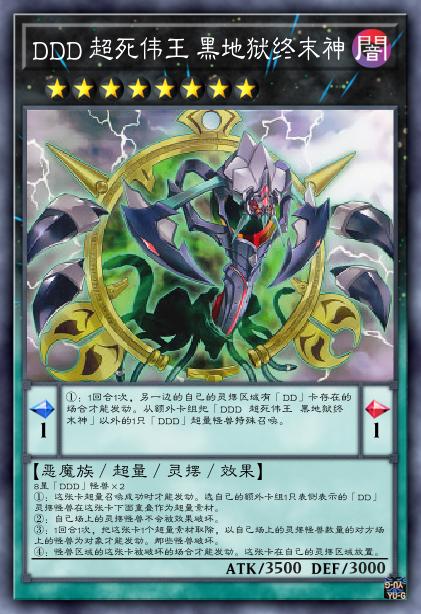 DDD 超死伟王 黑地狱终末神 闇
①：1回合1次，另一边的自己的灵摆区域有「DD」卡存在的
场合才能发动。从额外卡组把「DDD 超死伟王 黑地狱终
末神」以外的1只「DDD」超量怪兽特殊召唤。
1 1
【恶魔族／超量／灵摆／效果】
8星「DDD」怪兽×2
①：这张卡超量召唤成功时才能发动。选自己的额外卡组1只表侧表示的「DD」
灵摆怪兽在这张卡下面重叠作为超量素材。
②：自己场上的灵摆怪兽不会被效果破坏。
③：1回合1次，把这张卡1个超量素材取除，以自己场上的灵摆怪兽数量的对方场
上的怪兽为对象才能发动。那些怪兽破坏。
④：怪兽区域的这张卡被破坏的场合才能发动。这张卡在自己的灵摆区域放置。
ATK/3500 DEF/3000